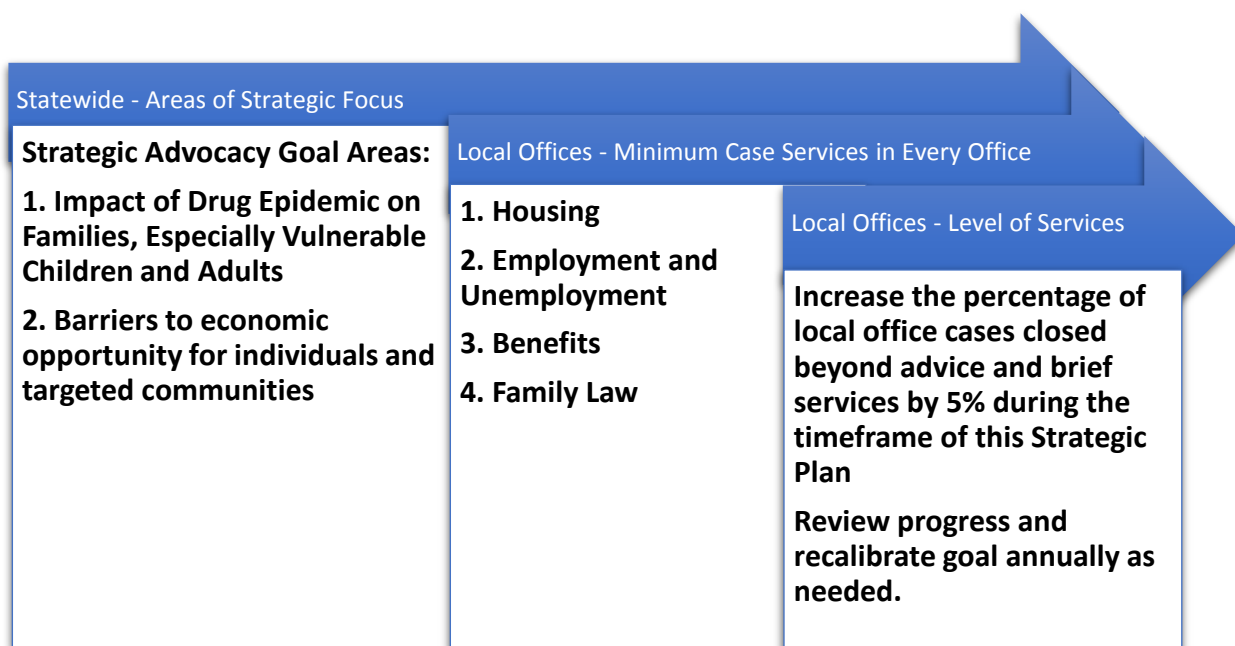 Statewide - Areas of Strategic Focus
Strategic Advocacy Goal Areas:
1. Impact of Drug Epidemic on
Families, Especially Vulnerable
Children and Adults
2. Barriers to economic
opportunity for individuals and
targeted communities
Local Offices - Minimum Case Services in Every Office
1. Housing
2. Employment and
Unemployment
3. Benefits
4. Family Law
Local Offices - Level of Services
Increase the percentage of
local office cases closed
beyond advice and brief
services by 5% during the
timeframe of this Strategic
Plan
Review progress and
recalibrate goal annually as
needed.